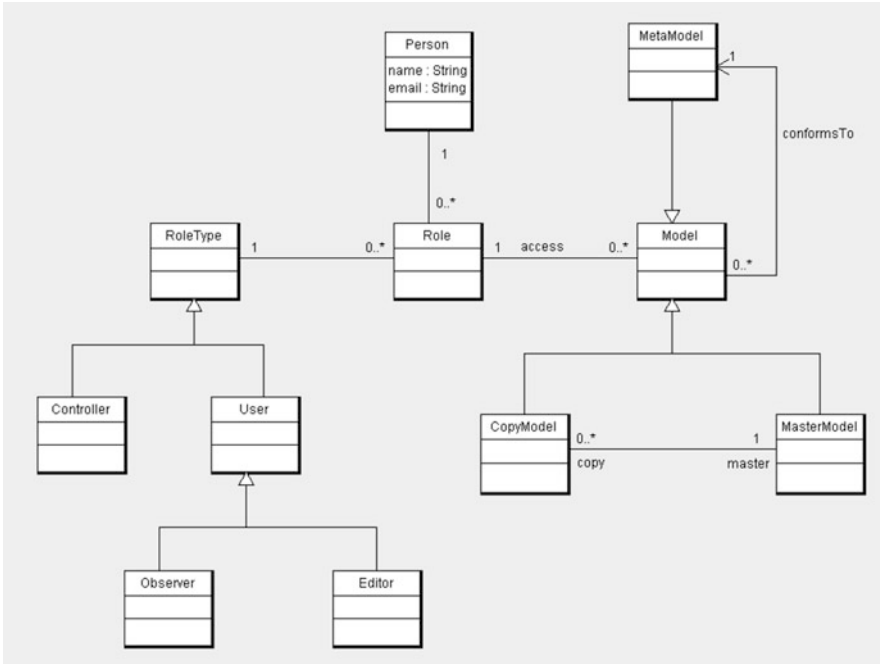 Person
name : String
email : String
MetaModel
1
conformsTo
1
0..*
RoleType
1
0..*
Role
1
access
0..*
Model
0..*
Controller
User
CopyModel
0..*
copy
1
master
MasterModel
Observer
Editor